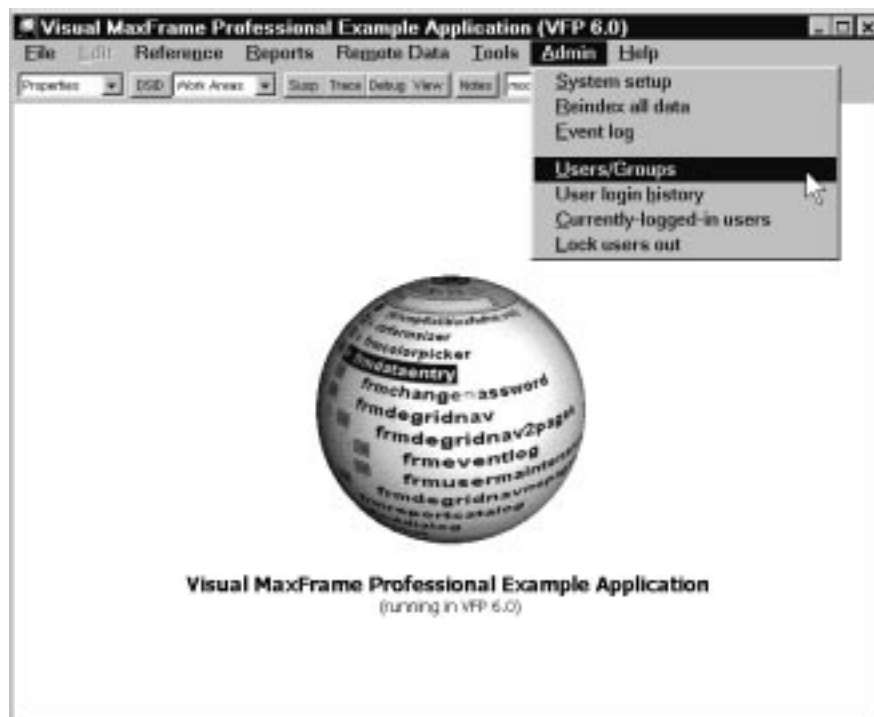 Visual MaxFrame Professional Example Application (VFP 6.0)
File Edit Reference Reports Remote Data Tools Admin Help
Properties DSID Work Areas Susp Trace Debug View Notes
System setup
Reindex all data
Event log
Users/Groups
User login history
Currently-logged-in users
Lock users out
frmcolorpicker
frmdataentry
frmchangepassword
frmdegridnav
frmdegridnav2pages
frmeventlog
Visual MaxFrame Professional Example Application
(running in VFP 6.0)